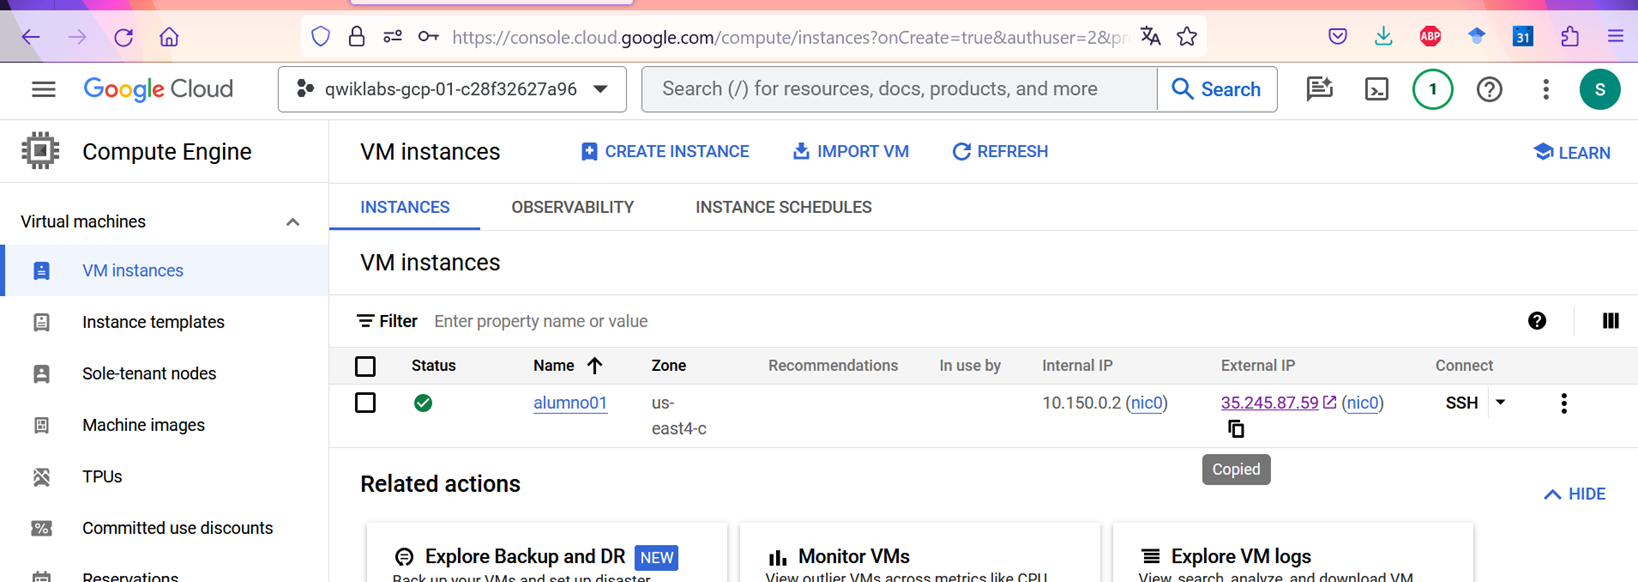 https://console.cloud.google.com/compute/instances?onCreate=true&authuser=2&pr
ABP
31
Google Cloud
qwiklabs-gcp-01-c28f32627a96
Search (/) for resources, docs, products, and more
Search
1
S
Compute Engine
VM instances
CREATE INSTANCE
IMPORT VM
REFRESH
LEARN
Virtual machines
VM instances
Instance templates
Sole-tenant nodes
Machine images
TPUs
Committed use discounts
Reservations
INSTANCES
OBSERVABILITY
INSTANCE SCHEDULES
VM instances
Filter
Enter property name or value
Status
Name
Zone
Recommendations
In use by
Internal IP
External IP
Connect
alumno01
us-
east4-c
10.150.0.2 (nic0)
35.245.87.59 (nic0)
SSH
Copied
Related actions
HIDE
Explore Backup and DR NEW
Back up your VMs and set up disaster
Monitor VMs
View outlier VMs across metrics like CPU
Explore VM logs
View, search, analyze, and download VM